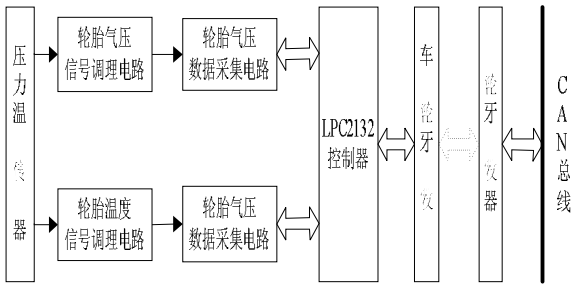 压力温
器
轮胎气压
信号调理电路
轮胎气压
数据采集电路
轮胎温度
信号调理电路
轮胎气压
数据采集电路
LPC2132
控制器
车
牙
牙
器
CAN总线